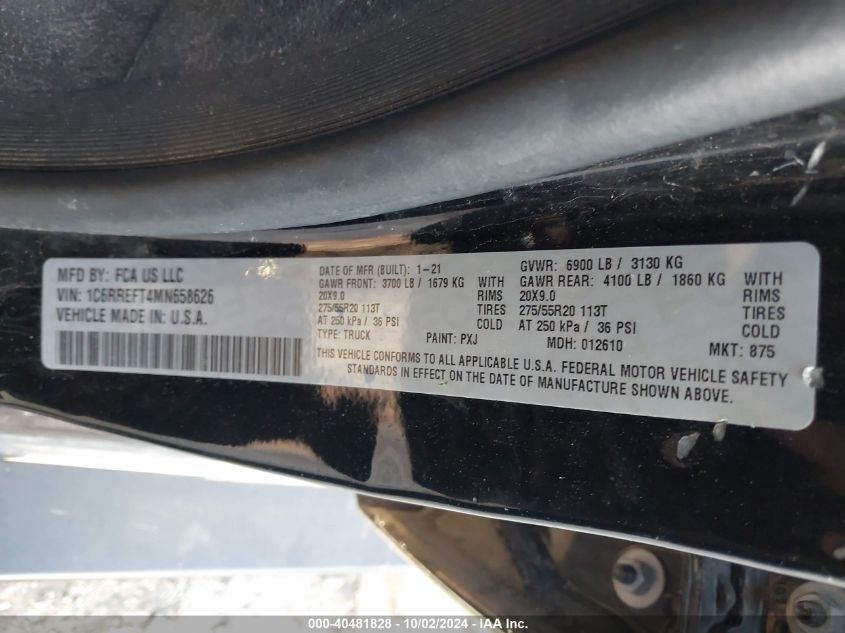 MFD BY: FCA US LLC
VIN: 1C6RREFT4MN658626
VEHICLE MADE IN: U.S.A.
DATE OF MFR (BUILT): 1-21
GAWR FRONT: 3700 LB / 1679 KG WITH
20X9.0 RIMS
275/55R20 113T TIRES
AT 250 kPa / 36 PSI COLD
TYPE: TRUCK PAINT: PXJ
GVWR: 6900 LB / 3130 KG
GAWR REAR: 4100 LB / 1860 KG WITH
20X9.0 RIMS
275/55R20 113T TIRES
AT 250 kPa / 36 PSI COLD
MDH: 012610 MKT: 875
THIS VEHICLE CONFORMS TO ALL APPLICABLE U.S.A. FEDERAL MOTOR VEHICLE SAFETY
STANDARDS IN EFFECT ON THE DATE OF MANUFACTURE SHOWN ABOVE.
000-40481828 - 10/02/2024 - IAAI.com